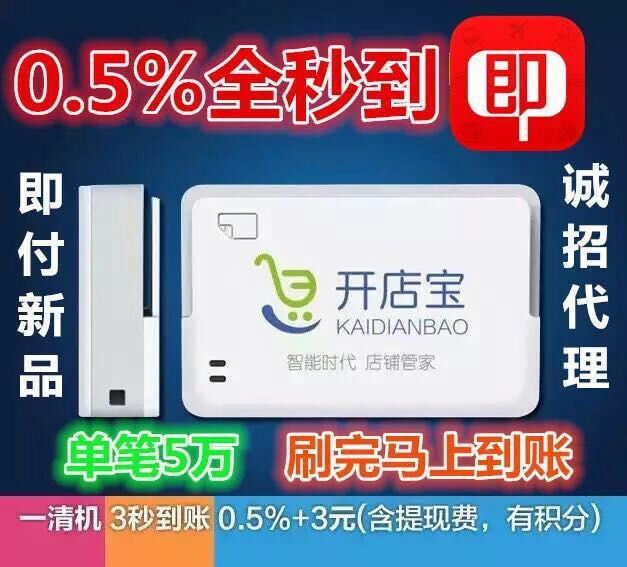 0.5%全秒到
即
即付新品
诚招代理
开店宝
KAIDIANBAO
智能时代 店铺管家
单笔5万 刷完马上到账
一清机 3秒到账 0.5%+3元(含提现费，有积分)